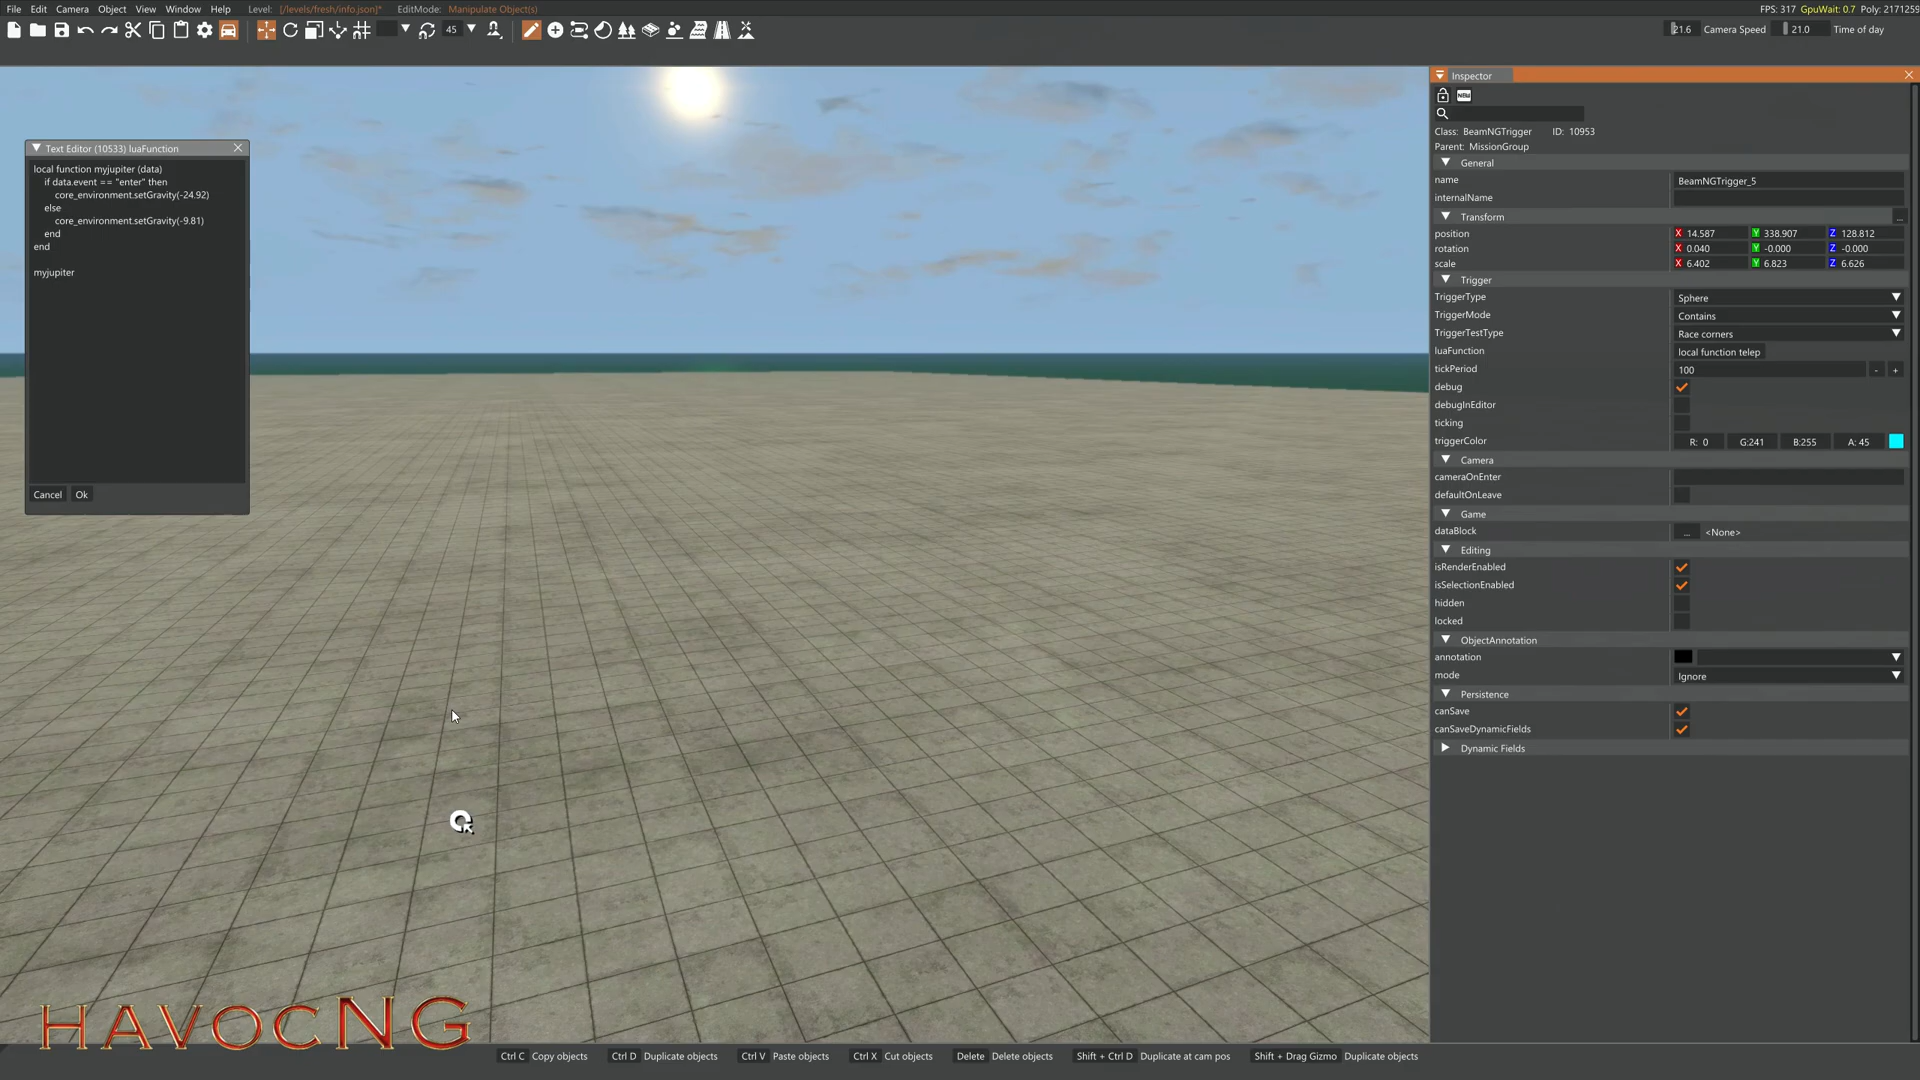 File Edit Camera Object View Window Help Level: [/levels/fresh/info.json]* EditMode: Manipulate Object(s) FPS: 317 GpuWait: 0.7 Poly: 2171259
45 21.6 Camera Speed 21.0 Time of day
Inspector
NEW
Class: BeamNGTrigger ID: 10953
Parent: MissionGroup
General
name BeamNGTrigger_5
internalName
Transform ...
position X 14.587 Y 338.907 Z 128.812
rotation X 0.040 Y -0.000 Z -0.000
scale X 6.402 Y 6.823 Z 6.626
Trigger
TriggerType Sphere
TriggerMode Contains
TriggerTestType Race corners
luaFunction local function telep
tickPeriod 100 - +
debug
debugInEditor
ticking
triggerColor R: 0 G:241 B:255 A: 45
Camera
cameraOnEnter
defaultOnLeave
Game
dataBlock ... <None>
Editing
isRenderEnabled
isSelectionEnabled
hidden
locked
ObjectAnnotation
annotation
mode Ignore
Persistence
canSave
canSaveDynamicFields
Dynamic Fields
Text Editor (10533) luaFunction
local function myjupiter (data)
if data.event == "enter" then
core_environment.setGravity(-24.92)
else
core_environment.setGravity(-9.81)
end
end
myjupiter
Cancel Ok
HAVOCNG
Ctrl C Copy objects Ctrl D Duplicate objects Ctrl V Paste objects Ctrl X Cut objects Delete Delete objects Shift + Ctrl D Duplicate at cam pos Shift + Drag Gizmo Duplicate objects